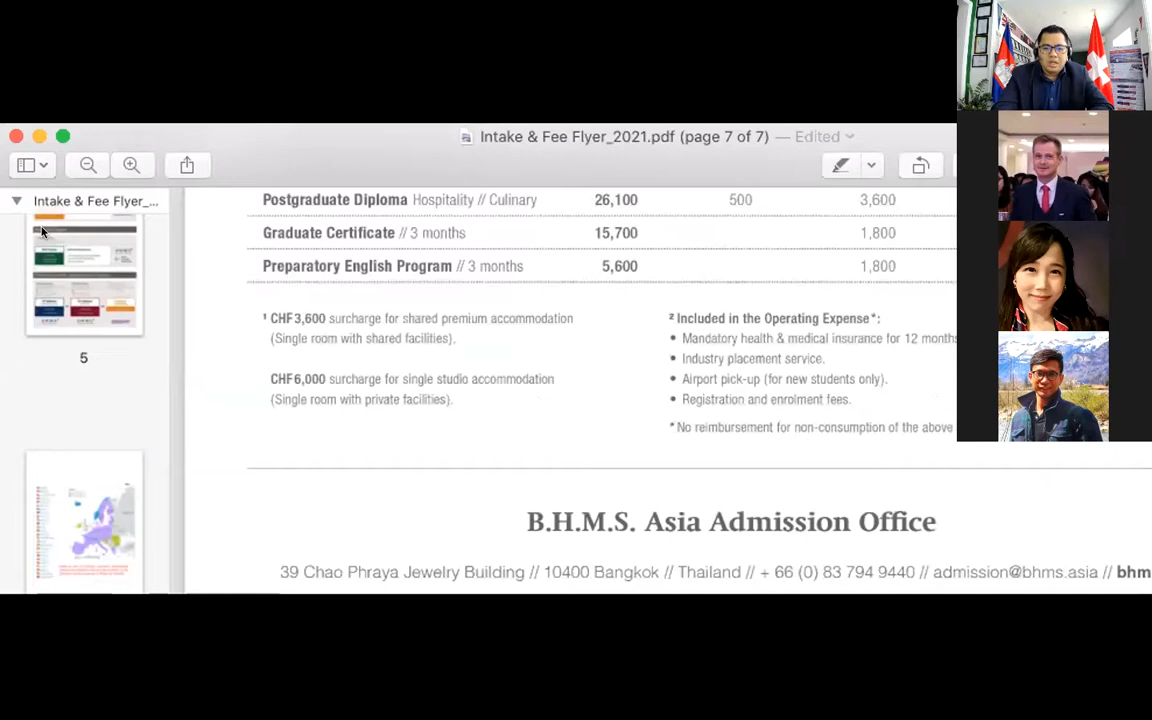 Intake & Fee Flyer_2021.pdf (page 7 of 7) — Edited
Intake & Fee Flyer_...
5
Postgraduate Diploma Hospitality // Culinary 26,100 500 3,600
Graduate Certificate // 3 months 15,700 1,800
Preparatory English Program // 3 months 5,600 1,800
¹ CHF 3,600 surcharge for shared premium accommodation
(Single room with shared facilities).
CHF 6,000 surcharge for single studio accommodation
(Single room with private facilities).
² Included in the Operating Expense*:
• Mandatory health & medical insurance for 12 months
• Industry placement service.
• Airport pick-up (for new students only).
• Registration and enrolment fees.
* No reimbursement for non-consumption of the above
B.H.M.S. Asia Admission Office
39 Chao Phraya Jewelry Building // 10400 Bangkok // Thailand // + 66 (0) 83 794 9440 // admission@bhms.asia // bhm